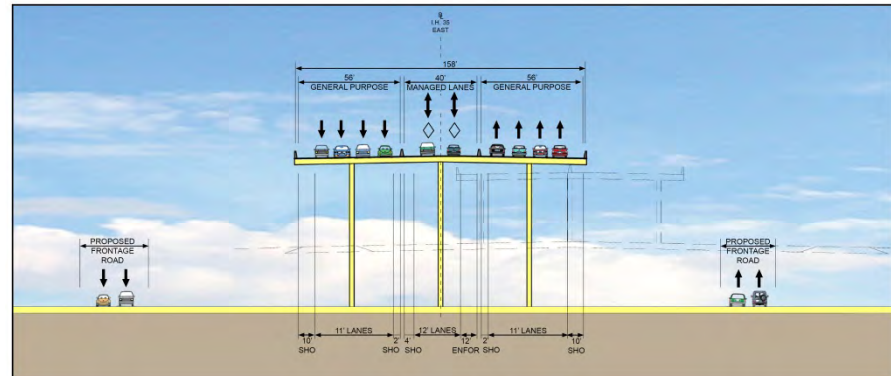 ℄
I.H. 35
EAST
158'
56'
GENERAL PURPOSE
40'
MANAGED LANES
56'
GENERAL PURPOSE
PROPOSED
FRONTAGE
ROAD
PROPOSED
FRONTAGE
ROAD
10'
SHO
11' LANES
2'
SHO
4'
SHO
12' LANES
12'
ENFOR
2'
SHO
11' LANES
10'
SHO